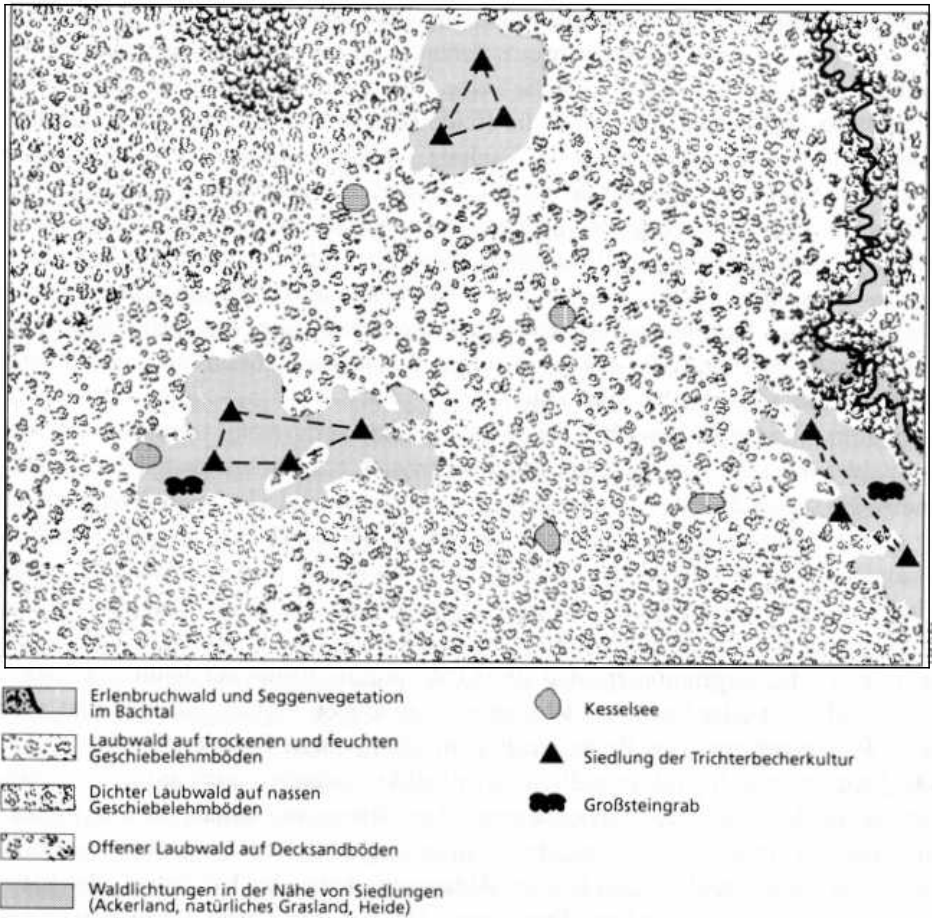 Erlenbruchwald und Seggenvegetation
im Bachtal
Laubwald auf trockenen und feuchten
Geschiebelehmböden
Dichter Laubwald auf nassen
Geschiebelehmböden
Offener Laubwald auf Decksandböden
Waldlichtungen in der Nähe von Siedlungen
(Ackerland, natürliches Grasland, Heide)
Kesselsee
Siedlung der Trichterbecherkultur
Großsteingrab